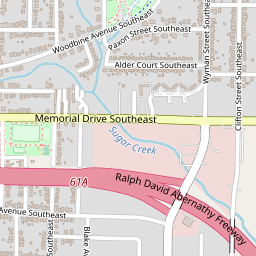 Woodbine Avenue Southeast
Paxon Street Southeast
Alder Court Southeast
Wyman Street Southeast
Clifton Street Southeast
Memorial Drive Southeast
Sugar Creek
61A
Ralph David Abernathy Freeway
Avenue Southeast
Blake Ave